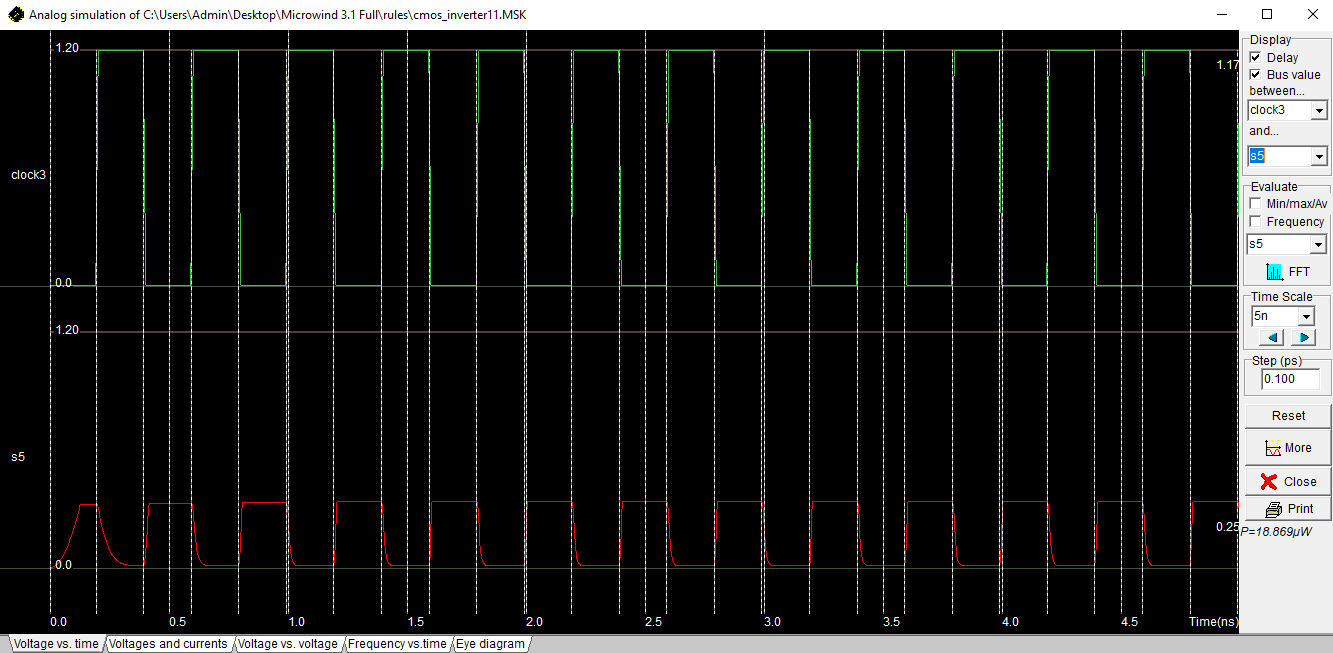 Analog simulation of C:\Users\Admin\Desktop\Microwind 3.1 Full\rules\cmos_inverter11.MSK
1.20
1.17
clock3
0.0
1.20
s5
0.25
0.0
0.0 0.5 1.0 1.5 2.0 2.5 3.0 3.5 4.0 4.5 Time(ns)
Voltage vs. time Voltages and currents Voltage vs. voltage Frequency vs.time Eye diagram
Display
Delay
Bus value
between...
clock3
and...
s5
Evaluate
Min/max/Av
Frequency
s5
FFT
Time Scale
5n
Step (ps)
0.100
Reset
More
Close
Print
P=18.869µW